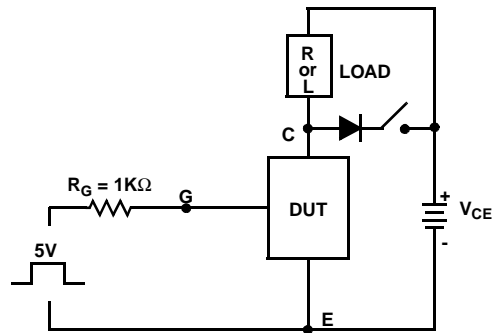 R
or
L
LOAD
C
R_G = 1KΩ
G
DUT
+
V_CE
-
5V
E